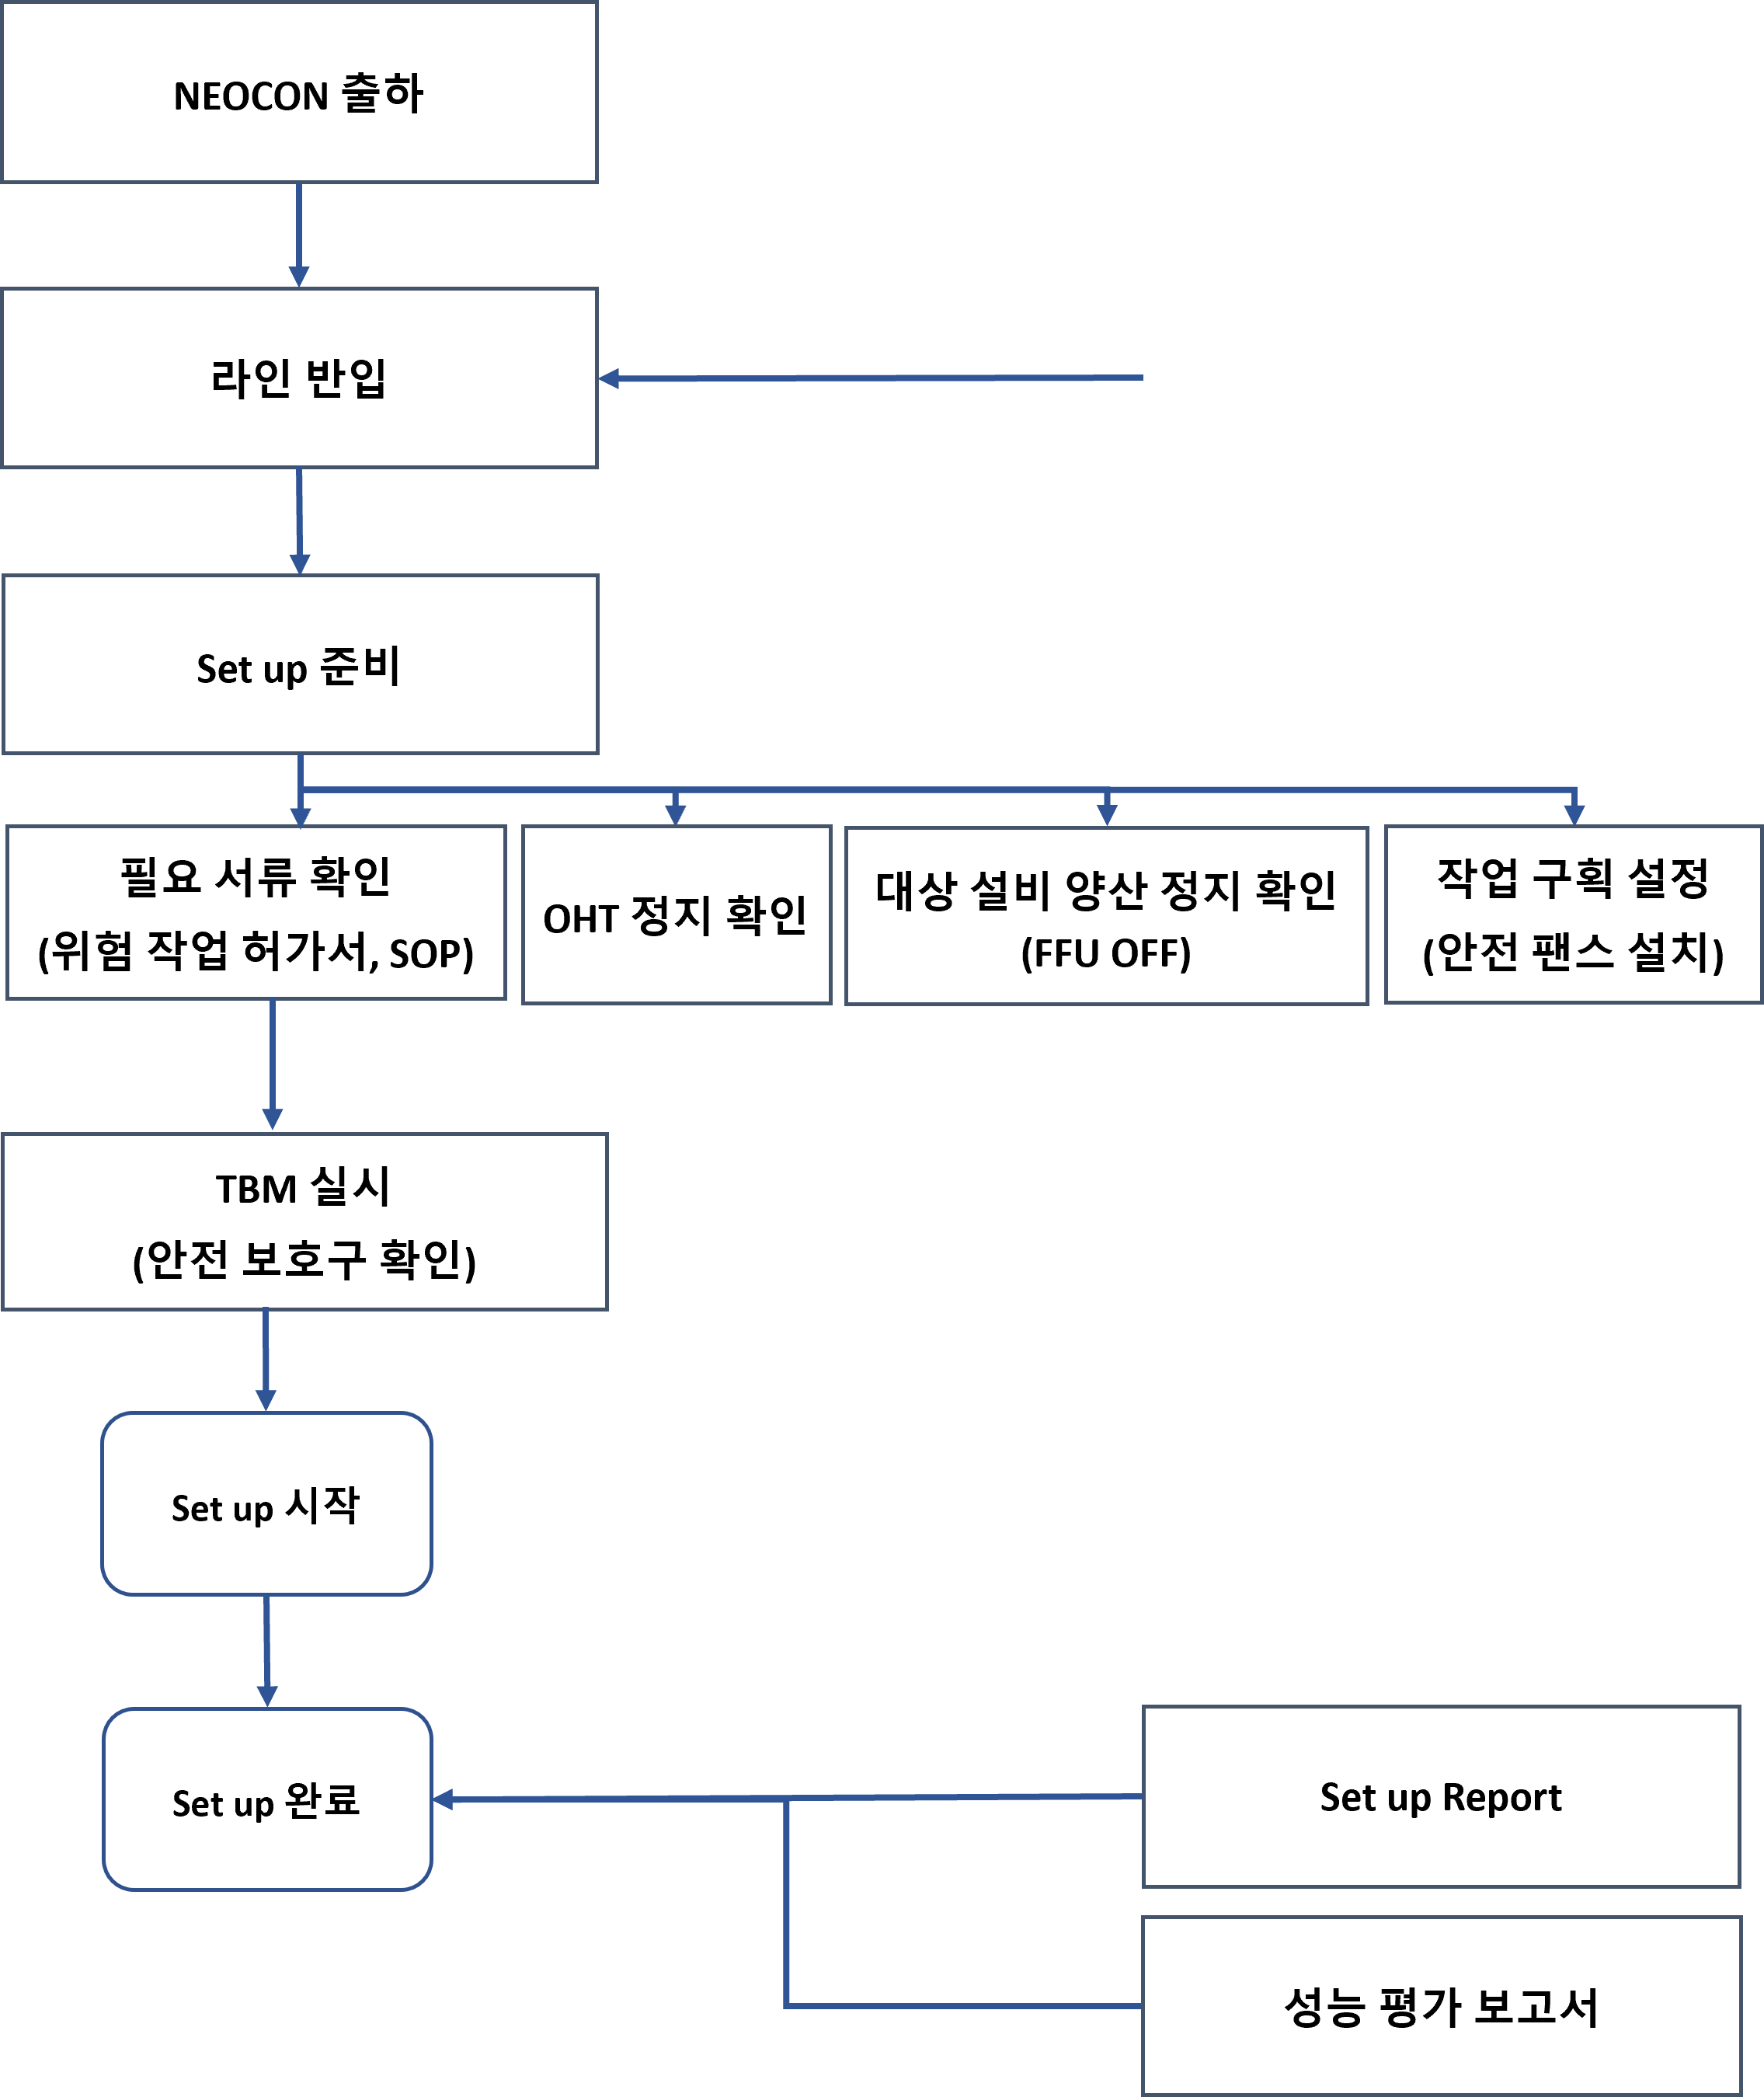 NEOCON 출하
라인 반입
Set up 준비
필요 서류 확인
(위험 작업 허가서, SOP)
OHT 정지 확인
대상 설비 양산 정지 확인
(FFU OFF)
작업 구획 설정
(안전 팬스 설치)
TBM 실시
(안전 보호구 확인)
Set up 시작
Set up 완료
Set up Report
성능 평가 보고서